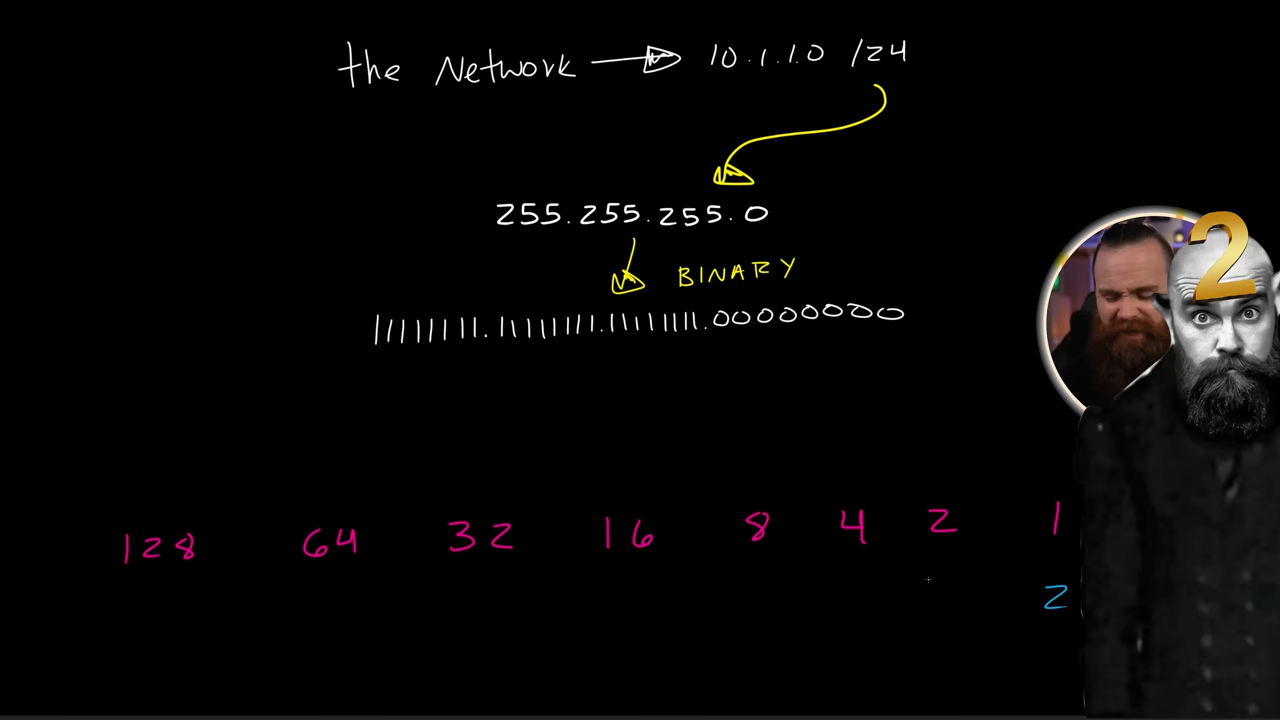 the Network → 10.1.1.0 /24
255.255.255.0
BINARY
11111111.11111111.11111111.00000000
2
128 64 32 16 8 4 2 1
2